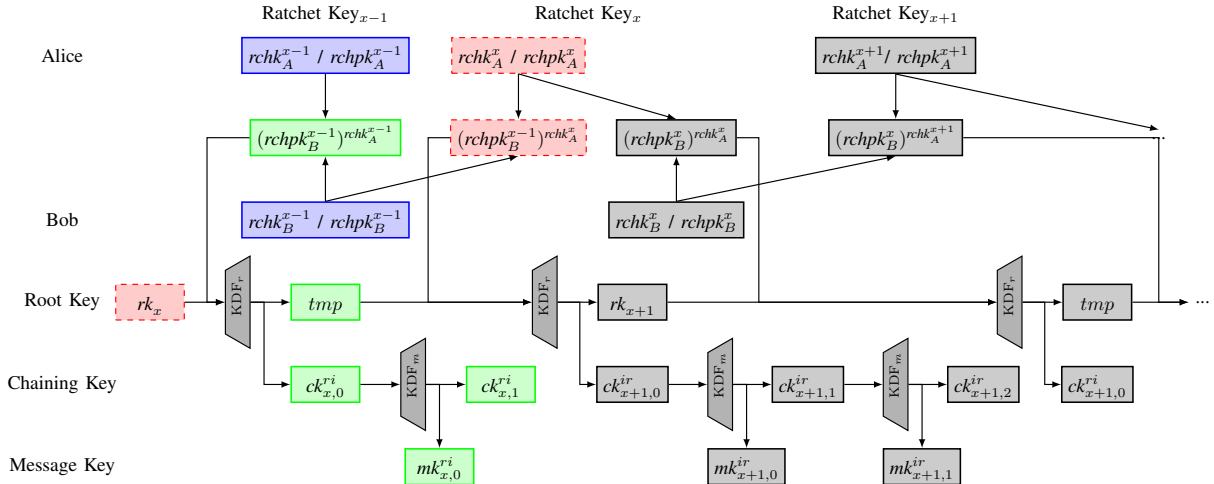 Ratchet Key_{x−1} Ratchet Key_x Ratchet Key_{x+1}
Alice rchk_A^{x−1} / rchpk_A^{x−1} rchk_A^x / rchpk_A^x rchk_A^{x+1}/ rchpk_A^{x+1}
(rchpk_B^{x−1})^{rchk_A^{x−1}} (rchpk_B^{x−1})^{rchk_A^x} (rchpk_B^x)^{rchk_A^x} (rchpk_B^x)^{rchk_A^{x+1}} ...
Bob rchk_B^{x−1} / rchpk_B^{x−1} rchk_B^x / rchpk_B^x
Root Key rk_x KDF_r tmp KDF_r rk_{x+1} KDF_r tmp ...
Chaining Key ck_{x,0}^{ri} KDF_m ck_{x,1}^{ri} ck_{x+1,0}^{ir} KDF_m ck_{x+1,1}^{ir} KDF_m ck_{x+1,2}^{ir} ck_{x+1,0}^{ri}
Message Key mk_{x,0}^{ri} mk_{x+1,0}^{ir} mk_{x+1,1}^{ir}